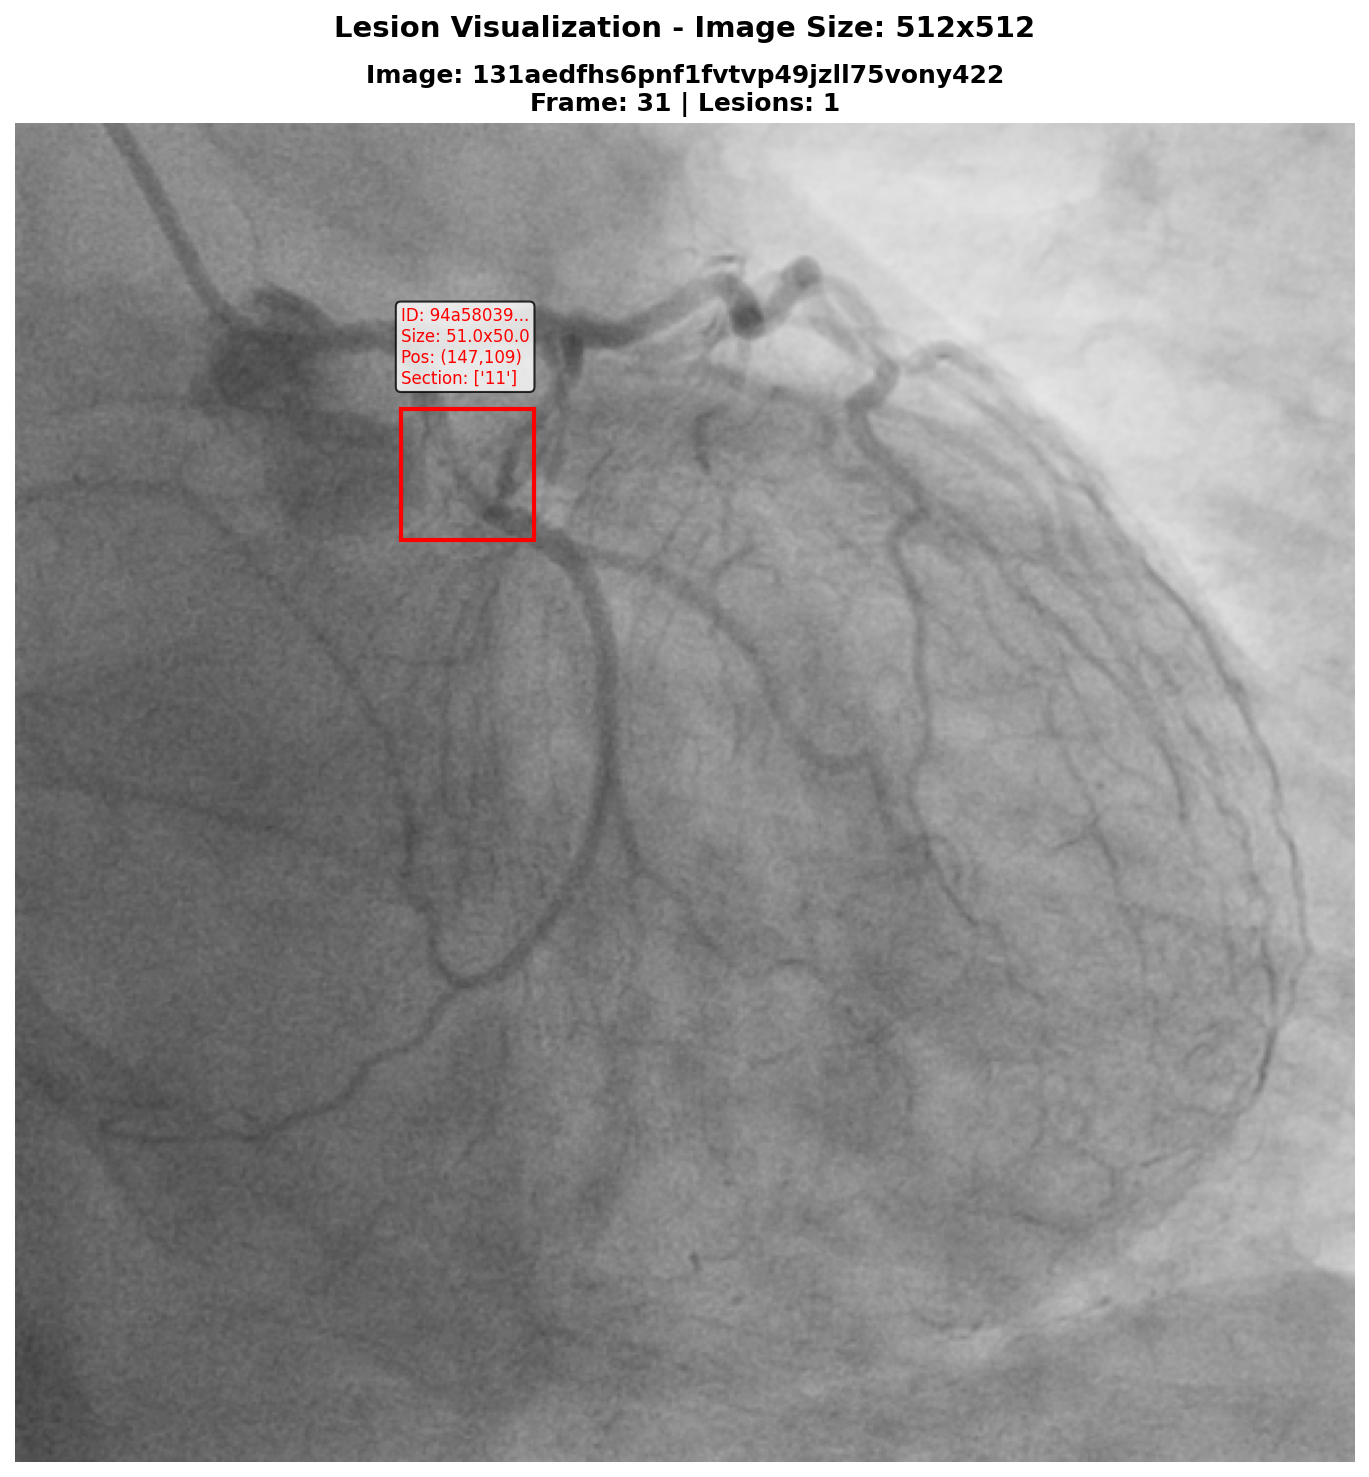 Lesion Visualization - Image Size: 512x512
Image: 131aedfhs6pnf1fvtvp49jzll75vony422
Frame: 31 | Lesions: 1
ID: 94a58039...
Size: 51.0x50.0
Pos: (147,109)
Section: ['11']